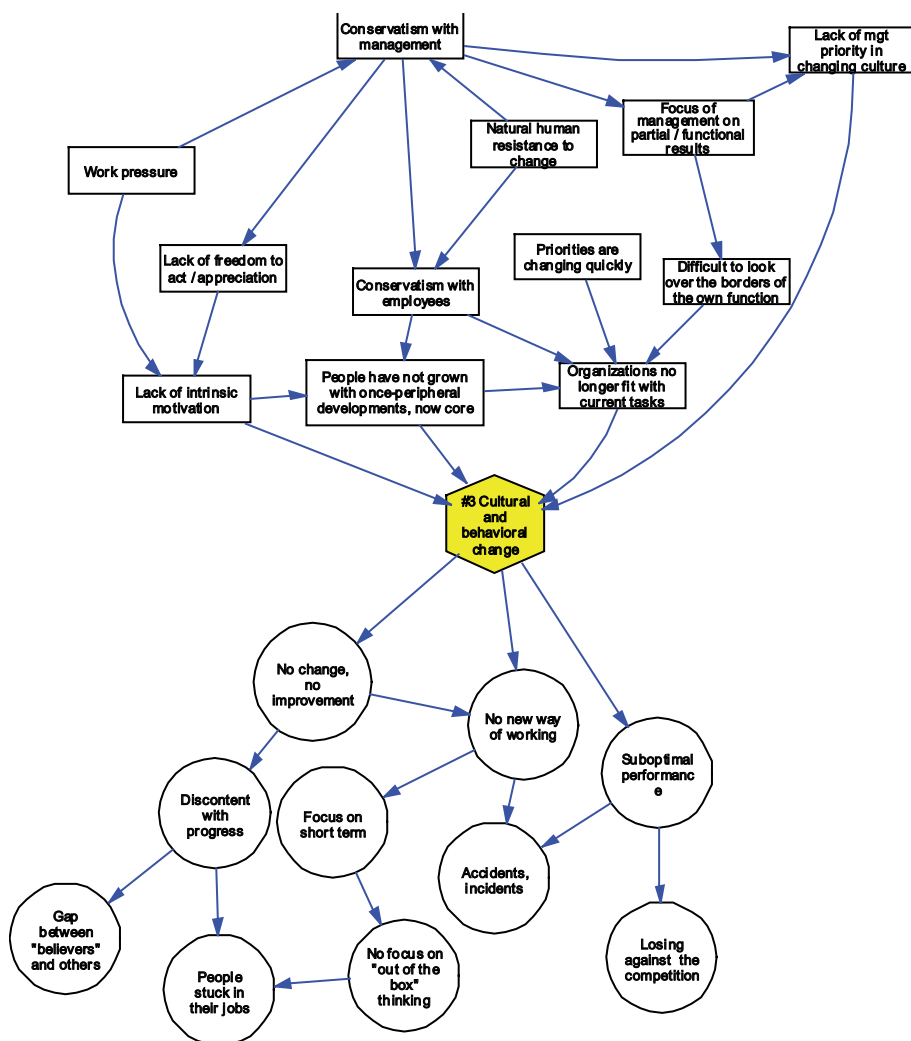 Conservatism with
management
Lack of mgt
priority in
changing culture
Focus of
management on
partial / functional
results
Natural human
resistance to
change
Work pressure
Lack of freedom to
act / appreciation
Priorities are
changing quickly
Difficult to look
over the borders of
the own function
Conservatism with
employees
Lack of intrinsic
motivation
People have not grown
with once-peripheral
developments, now core
Organizations no
longer fit with
current tasks
#3 Cultural
and
behavioral
change
No change,
no
improvement
No new way
of working
Suboptimal
performanc
e
Discontent
with
progress
Focus on
short term
Accidents,
incidents
Gap
between
"believers"
and others
People
stuck in
their jobs
No focus on
"out of the
box"
thinking
Losing
against the
competition